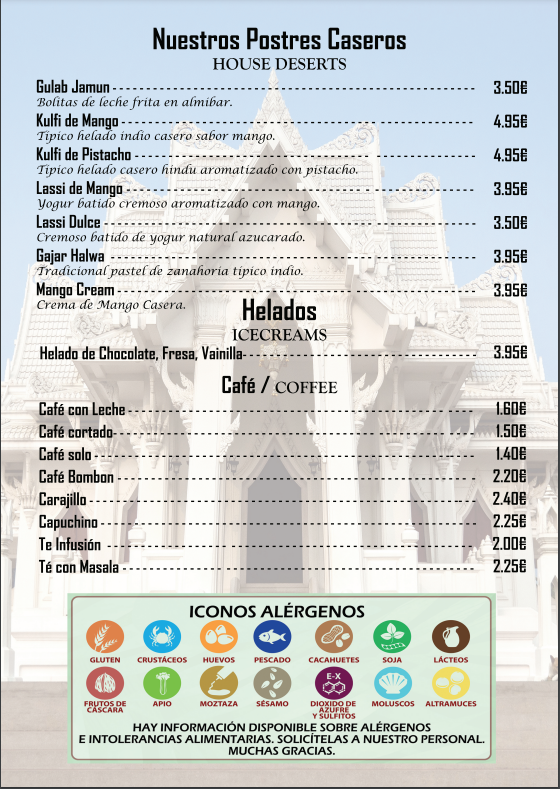 Nuestros Postres Caseros
HOUSE DESERTS
Gulab Jamun 3.50€
Bolitas de leche frita en almibar.
Kulfi de Mango 4.95€
Tipico helado indio casero sabor mango.
Kulfi de Pistacho 4.95€
Tipico helado casero hindu aromatizado con pistacho.
Lassi de Mango 3.95€
Yogur batido cremoso aromatizado con mango.
Lassi Dulce 3.50€
Cremoso batido de yogur natural azucarado.
Gajar Halwa 3.95€
Tradicional pastel de zanahoria tipico indio.
Mango Cream 3.95€
Crema de Mango Casera.
Helados
ICECREAMS
Helado de Chocolate, Fresa, Vainilla 3.95€
Café / COFFEE
Café con Leche 1.60€
Café cortado 1.50€
Café solo 1.40€
Café Bombon 2.20€
Carajillo 2.40€
Capuchino 2.25€
Te Infusión 2.00€
Té con Masala 2.25€
ICONOS ALÉRGENOS
GLUTEN CRUSTÁCEOS HUEVOS PESCADO CACAHUETES SOJA LÁCTEOS
E-X
FRUTOS DE CÁSCARA APIO MOZTAZA SÉSAMO DIOXIDO DE AZUFRE Y SULFITOS MOLUSCOS ALTRAMUCES
HAY INFORMACIÓN DISPONIBLE SOBRE ALÉRGENOS
E INTOLERANCIAS ALIMENTARIAS. SOLICÍTELAS A NUESTRO PERSONAL.
MUCHAS GRACIAS.